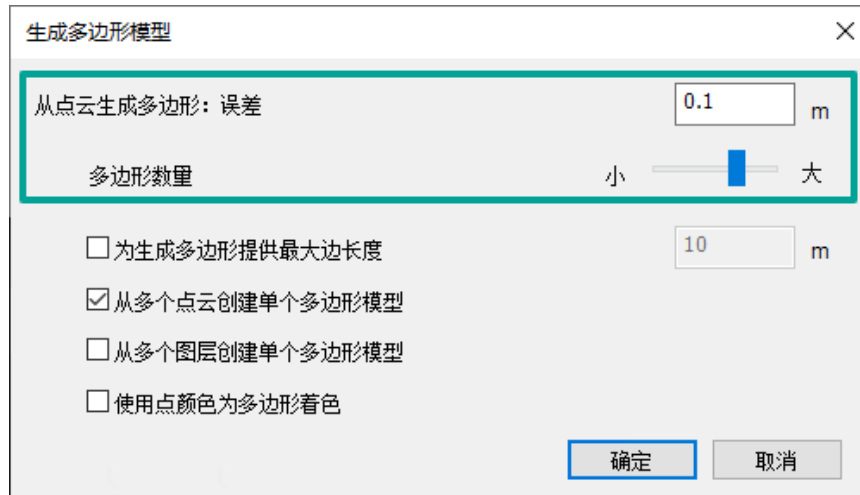 生成多边形模型
从点云生成多边形：误差 0.1 m
多边形数量 小 大
为生成多边形提供最大边长度 10 m
从多个点云创建单个多边形模型
从多个图层创建单个多边形模型
使用点颜色为多边形着色
确定 取消